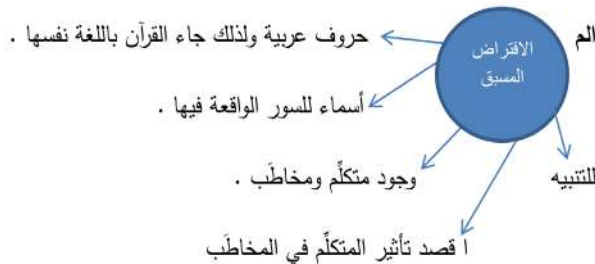 الم
الافتراض
المسبق
حروف عربية ولذلك جاء القرآن باللغة نفسها .
أسماء للسور الواقعة فيها .
للتنبيه
وجود متكلِّم ومخاطَب .
ا قصد تأثير المتكلِّم في المخاطَب